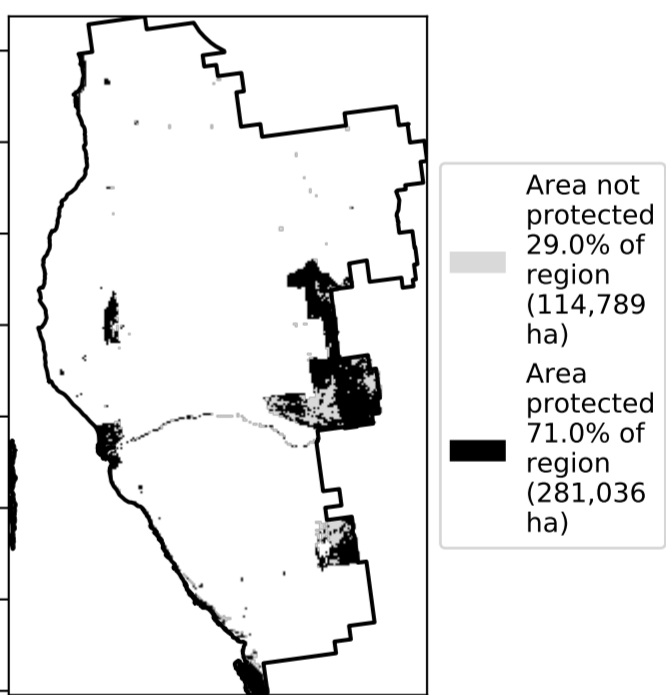 Area not
protected
29.0% of
region
(114,789
ha)
Area
protected
71.0% of
region
(281,036
ha)